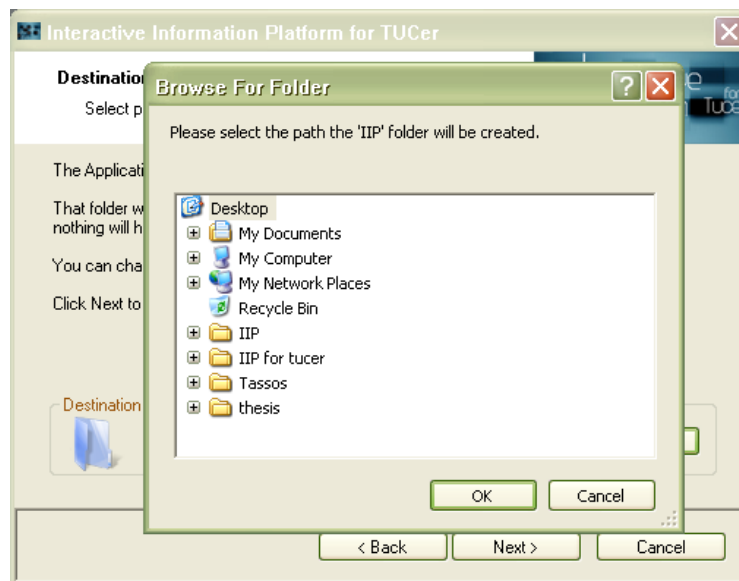 Interactive Information Platform for TUCer
Destination
Select p
Browse For Folder
for
Tuce
Please select the path the 'IIP' folder will be created.
The Applicati
That folder w
nothing will h
You can cha
Click Next to
Desktop
My Documents
My Computer
My Network Places
Recycle Bin
IIP
IIP for tucer
Tassos
thesis
Destination
OK
Cancel
< Back
Next >
Cancel